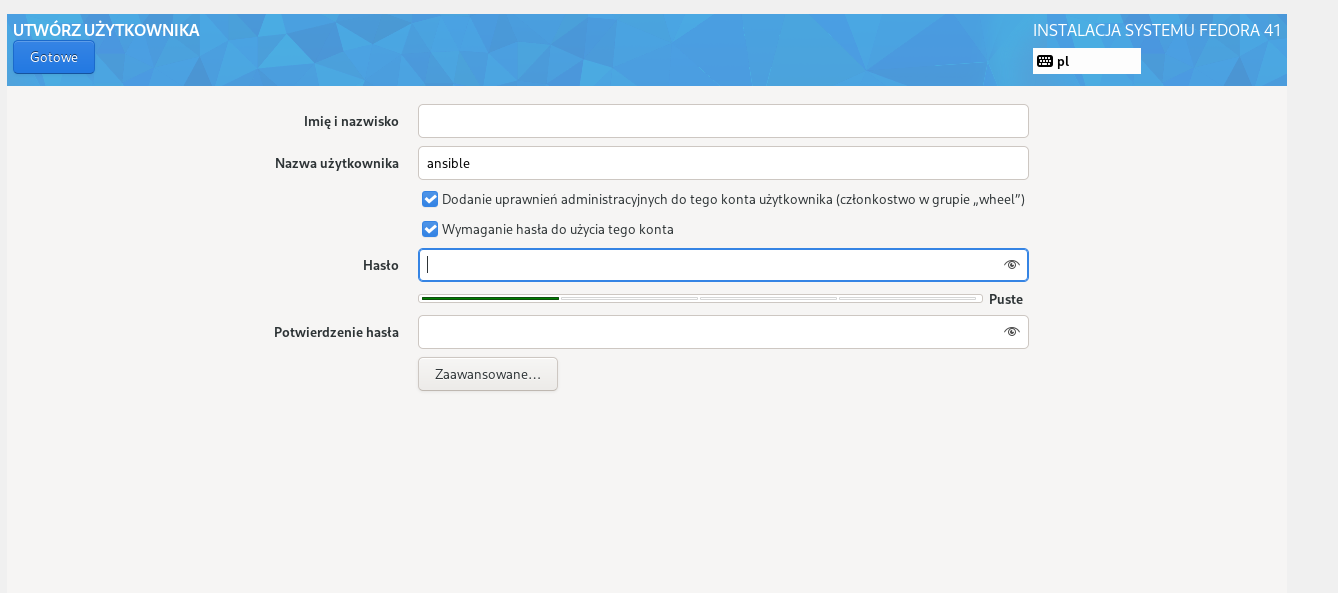 UTWÓRZ UŻYTKOWNIKA
INSTALACJA SYSTEMU FEDORA 41
Gotowe
pl
Imię i nazwisko
Nazwa użytkownika
ansible
Dodanie uprawnień administracyjnych do tego konta użytkownika (członkostwo w grupie „wheel”)
Wymaganie hasła do użycia tego konta
Hasło
Puste
Potwierdzenie hasła
Zaawansowane…